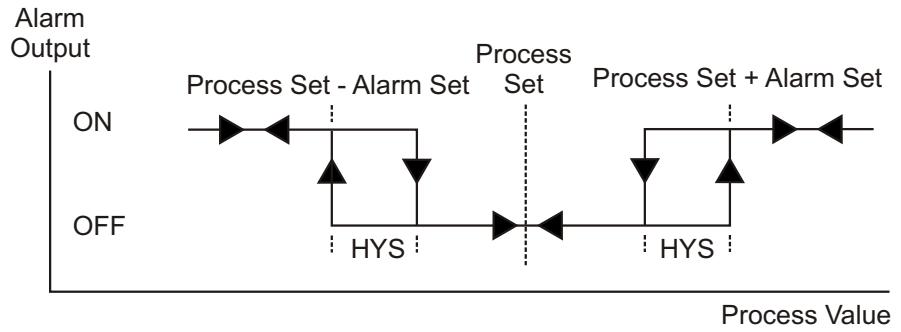 Alarm
Output
Process
Set
Process Set - Alarm Set
Process Set + Alarm Set
ON
OFF
HYS
HYS
Process Value